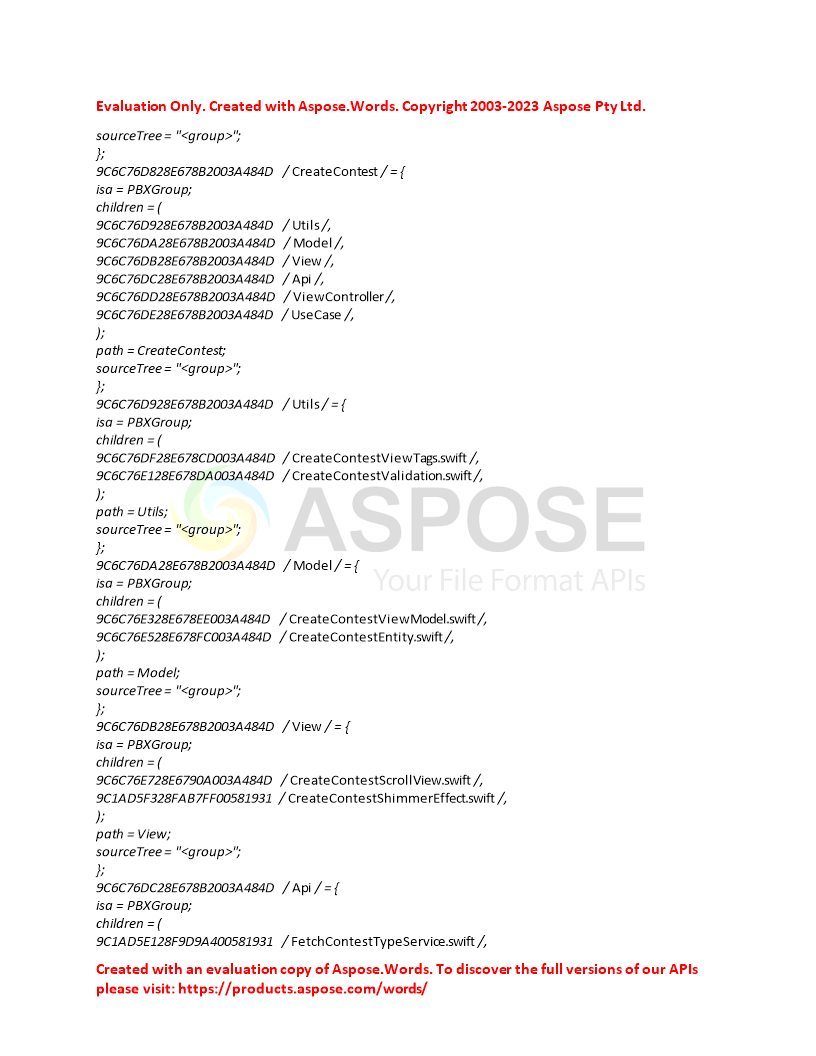 Evaluation Only. Created with Aspose.Words. Copyright 2003-2023 Aspose Pty Ltd.
sourceTree = "<group>";
};
9C6C76D828E678B2003A484D / CreateContest / = {
isa = PBXGroup;
children = (
9C6C76D928E678B2003A484D / Utils /,
9C6C76DA28E678B2003A484D / Model /,
9C6C76DB28E678B2003A484D / View /,
9C6C76DC28E678B2003A484D / Api /,
9C6C76DD28E678B2003A484D / ViewController /,
9C6C76DE28E678B2003A484D / UseCase /,
);
path = CreateContest;
sourceTree = "<group>";
};
9C6C76D928E678B2003A484D / Utils / = {
isa = PBXGroup;
children = (
9C6C76DF28E678CD003A484D / CreateContestViewTags.swift /,
9C6C76E128E678DA003A484D / CreateContestValidation.swift /,
);
path = Utils;
sourceTree = "<group>";
};
9C6C76DA28E678B2003A484D / Model / = {
isa = PBXGroup;
children = (
9C6C76E328E678EE003A484D / CreateContestViewModel.swift /,
9C6C76E528E678FC003A484D / CreateContestEntity.swift /,
);
path = Model;
sourceTree = "<group>";
};
9C6C76DB28E678B2003A484D / View / = {
isa = PBXGroup;
children = (
9C6C76E728E6790A003A484D / CreateContestScrollView.swift /,
9C1AD5F328FAB7FF00581931 / CreateContestShimmerEffect.swift /,
);
path = View;
sourceTree = "<group>";
};
9C6C76DC28E678B2003A484D / Api / = {
isa = PBXGroup;
children = (
9C1AD5E128F9D9A400581931 / FetchContestTypeService.swift /,
Created with an evaluation copy of Aspose.Words. To discover the full versions of our APIs
please visit: https://products.aspose.com/words/
ASPOSE
Your File Format APIs